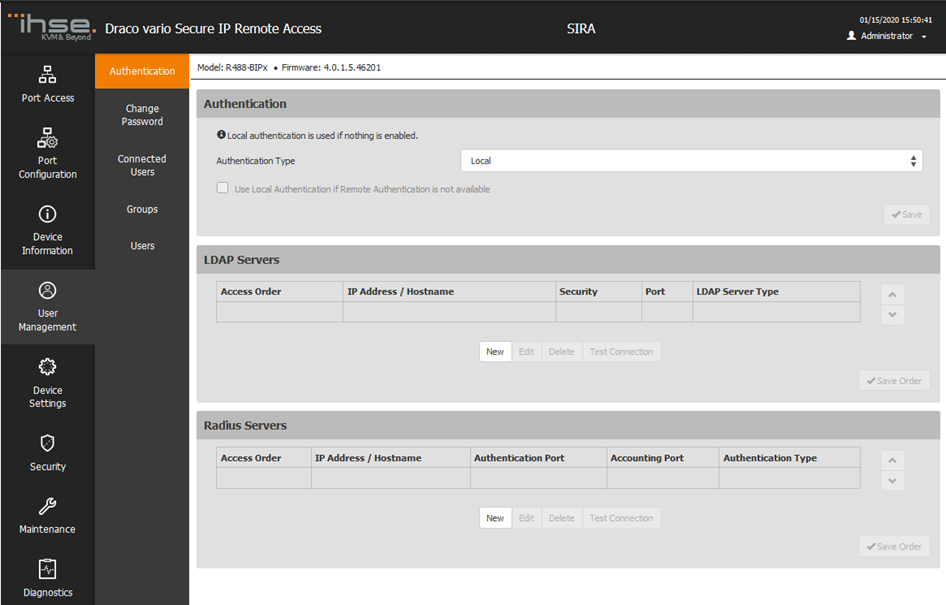 ihse.
KVM & Beyond
Draco vario Secure IP Remote Access
SIRA
01/15/2020 15:50:41
Administrator
Port Access
Port
Configuration
Device
Information
User
Management
Device
Settings
Security
Maintenance
Diagnostics
Authentication
Change
Password
Connected
Users
Groups
Users
Model: R488-BIPx • Firmware: 4.0.1.5.46201
Authentication
Local authentication is used if nothing is enabled.
Authentication Type Local
Use Local Authentication if Remote Authentication is not available
Save
LDAP Servers
Access Order IP Address / Hostname Security Port LDAP Server Type
New Edit Delete Test Connection
Save Order
Radius Servers
Access Order IP Address / Hostname Authentication Port Accounting Port Authentication Type
New Edit Delete Test Connection
Save Order